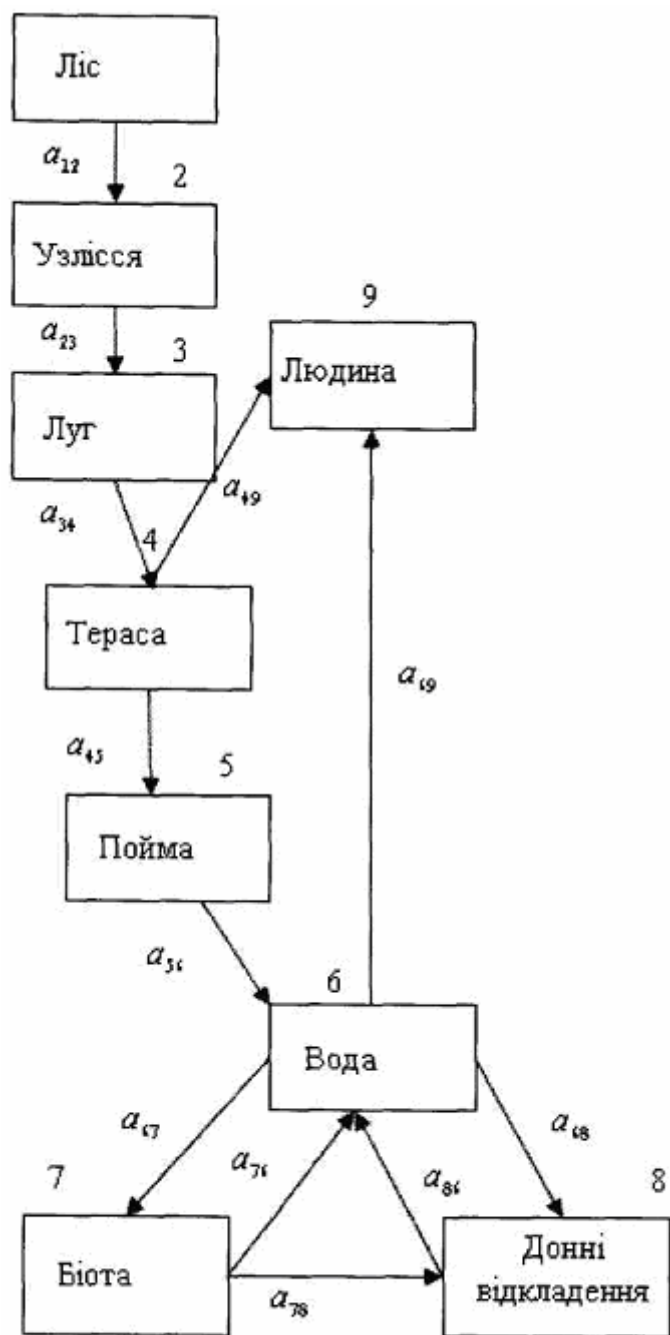 Ліс
a₁₂
2
Узлісся
a₂₃
3
9
Людина
Луг
a₄₉
a₃₄
4
Тераса
a₆₉
a₄₅
5
Пойма
a₅₆
6
Вода
a₆₇
a₇₆
a₈₆
a₆₈
7
8
Біота
a₇₈
Донні
відкладення